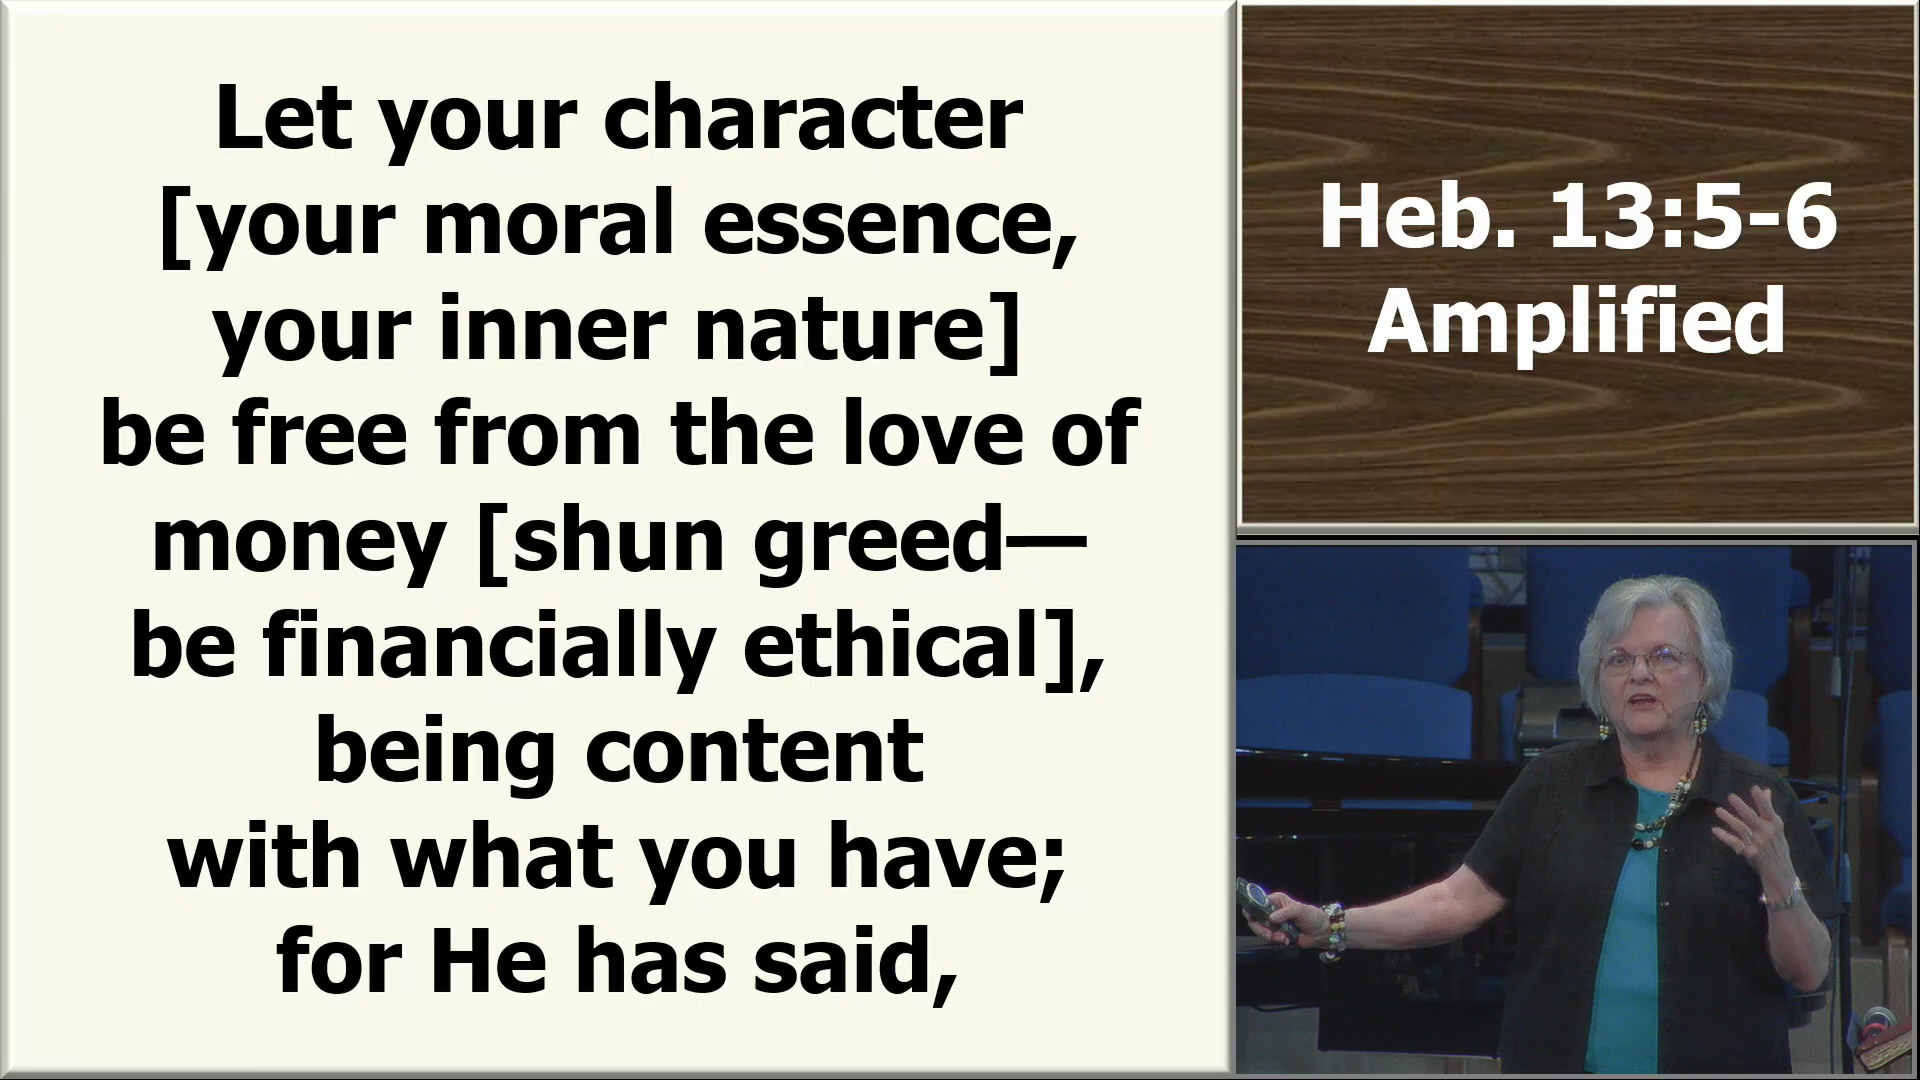 Let your character
[your moral essence,
your inner nature]
be free from the love of
money [shun greed—
be financially ethical],
being content
with what you have;
for He has said,
Heb. 13:5-6
Amplified